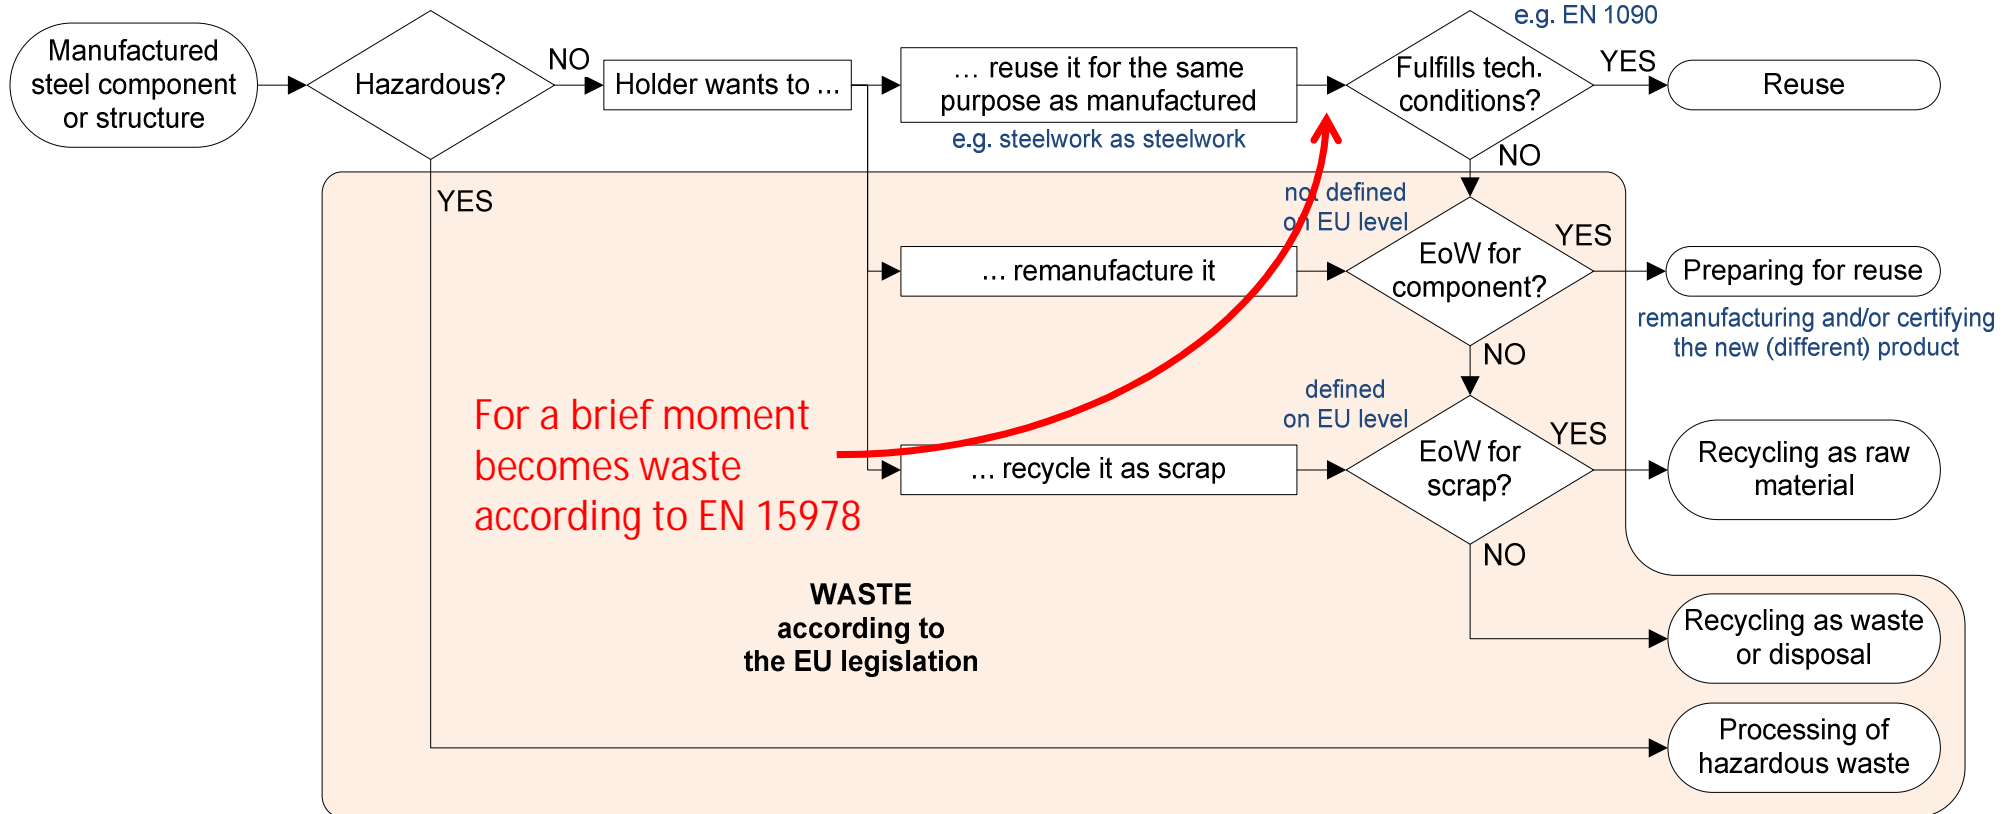 Manufactured
steel component
or structure
Hazardous?
NO
YES
Holder wants to ...
... reuse it for the same
purpose as manufactured
e.g. steelwork as steelwork
e.g. EN 1090
Fulfills tech.
conditions?
YES
NO
Reuse
not defined
on EU level
... remanufacture it
EoW for
component?
YES
NO
Preparing for reuse
remanufacturing and/or certifying
the new (different) product
defined
on EU level
... recycle it as scrap
EoW for
scrap?
YES
NO
Recycling as raw
material
For a brief moment
becomes waste
according to EN 15978
WASTE
according to
the EU legislation
Recycling as waste
or disposal
Processing of
hazardous waste